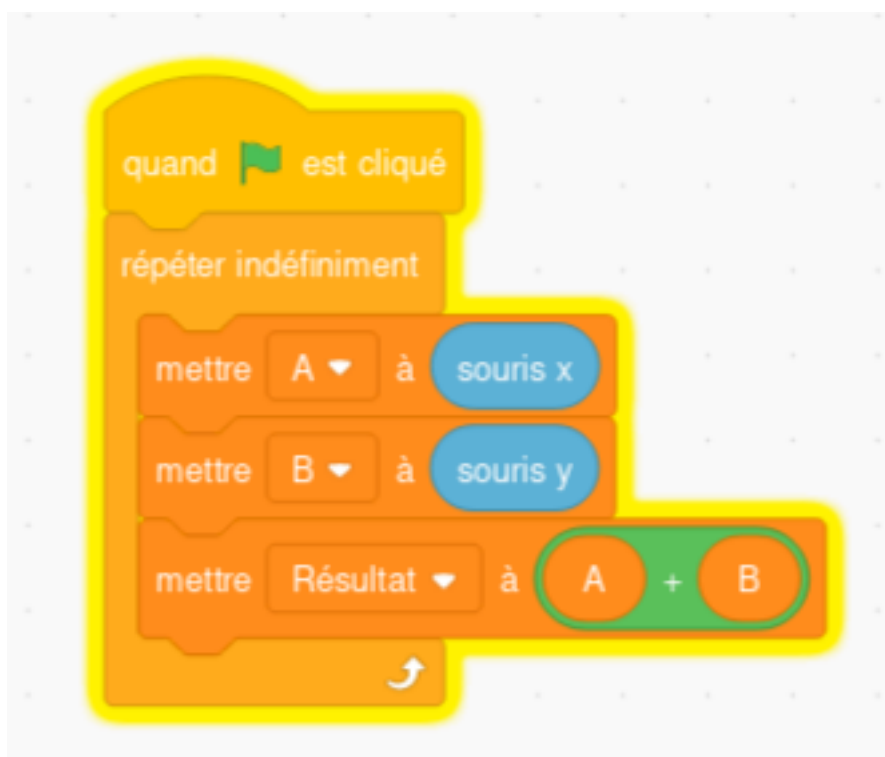 quand est cliqué
répéter indéfiniment
mettre A à souris x
mettre B à souris y
mettre Résultat à A + B